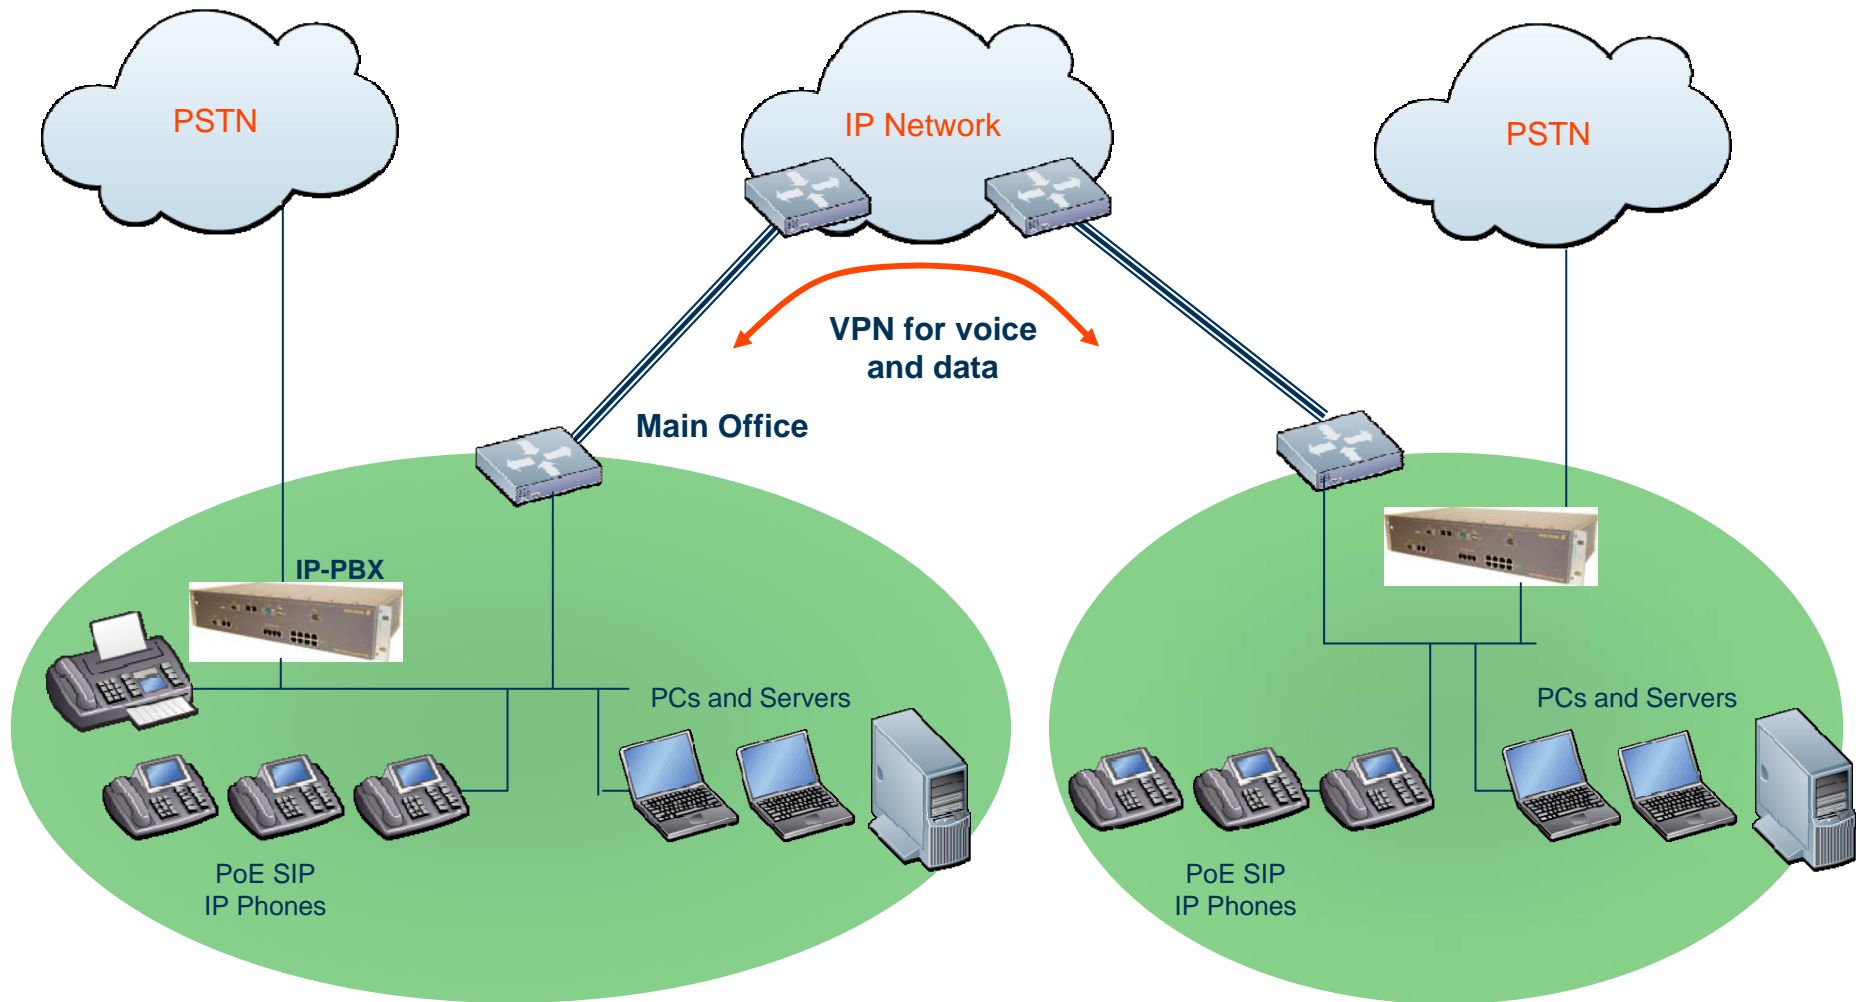 PSTN
IP Network
PSTN
VPN for voice
and data
Main Office
IP-PBX
PCs and Servers
PCs and Servers
PoE SIP
IP Phones
PoE SIP
IP Phones